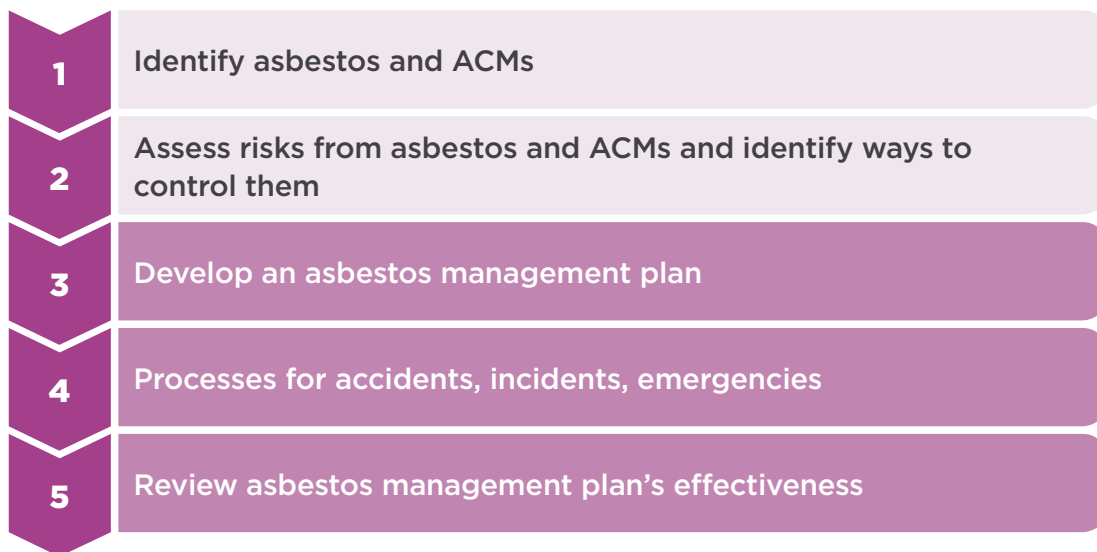 1
Identify asbestos and ACMs
2
Assess risks from asbestos and ACMs and identify ways to
control them
3
Develop an asbestos management plan
4
Processes for accidents, incidents, emergencies
5
Review asbestos management plan’s effectiveness